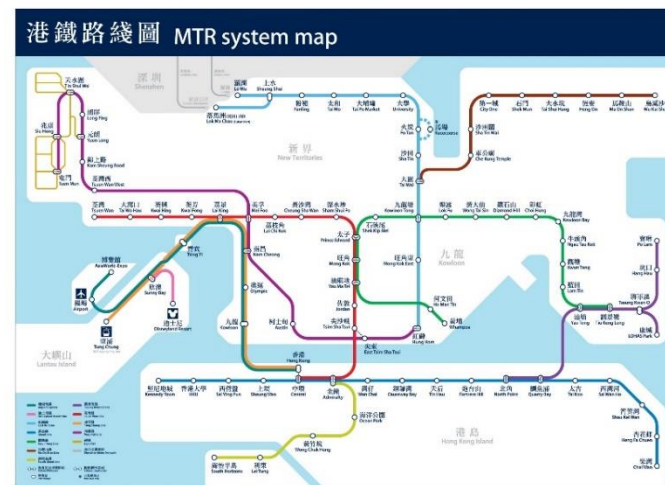 港鐵路綫圖 MTR system map
深圳
Shenzhen
羅湖
Lo Wu
上水
Sheung Shui
落馬洲
Lok Ma Chau
粉嶺
Fanling
太和
Tai Wo
大埔墟
Tai Po Market
大學
University
火炭
Fo Tan
馬場
Racecourse
沙田
Sha Tin
大圍
Tai Wai
第一城
City One
石門
Shek Mun
大水坑
Tai Shui Hang
恆安
Heng On
馬鞍山
Ma On Shan
烏溪沙
沙田圍
Sha Tin Wai
車公廟
Che Kung Temple
天水圍
Tin Shui Wai
朗屏
Long Ping
兆康
Siu Hong
元朗
Yuen Long
錦上路
Kam Sheung Road
屯門
Tuen Mun
荃灣西
Tsuen Wan West
新界
New Territories
荃灣
Tsuen Wan
大窩口
Tai Wo Hau
葵興
Kwai Hing
葵芳
Kwai Fong
荔景
Lai King
美孚
Mei Foo
荔枝角
Lai Chi Kok
長沙灣
Cheung Sha Wan
深水埗
Sham Shui Po
太子
Prince Edward
石硤尾
Shek Kip Mei
九龍塘
Kowloon Tong
樂富
Lok Fu
黃大仙
Wong Tai Sin
鑽石山
Diamond Hill
彩虹
Choi Hung
九龍灣
Kowloon Bay
牛頭角
Ngau Tau Kok
觀塘
Kwun Tong
藍田
Lam Tin
油塘
Yau Tong
調景嶺
Tiu Keng Leng
將軍澳
Tseung Kwan O
坑口
Hang Hau
寶琳
Po Lam
康城
LOHAS Park
旺角
Mong Kok
旺角東
Mong Kok East
九龍
Kowloon
油麻地
Yau Ma Tei
何文田
Ho Man Tin
黃埔
Whampoa
佐敦
Jordan
尖沙咀
Tsim Sha Tsui
尖東
East Tsim Sha Tsui
紅磡
Hung Hom
南昌
Nam Cheong
奧運
Olympic
九龍
Kowloon
柯士甸
Austin
青衣
Tsing Yi
博覽館
AsiaWorld-Expo
機場
Airport
欣澳
Sunny Bay
迪士尼
Disneyland Resort
東涌
Tung Chung
大嶼山
Lantau Island
香港
Hong Kong
堅尼地城
Kennedy Town
香港大學
HKU
西營盤
Sai Ying Pun
上環
Sheung Wan
中環
Central
金鐘
Admiralty
灣仔
Wan Chai
銅鑼灣
Causeway Bay
天后
Tin Hau
炮台山
Fortress Hill
北角
North Point
鰂魚涌
Quarry Bay
太古
Tai Koo
西灣河
Sai Wan Ho
筲箕灣
Shau Kei Wan
杏花邨
Heng Fa Chuen
柴灣
Chai Wan
海洋公園
Ocean Park
黃竹坑
Wong Chuk Hang
利東
Lei Tung
海怡半島
South Horizons
港島
Hong Kong Island